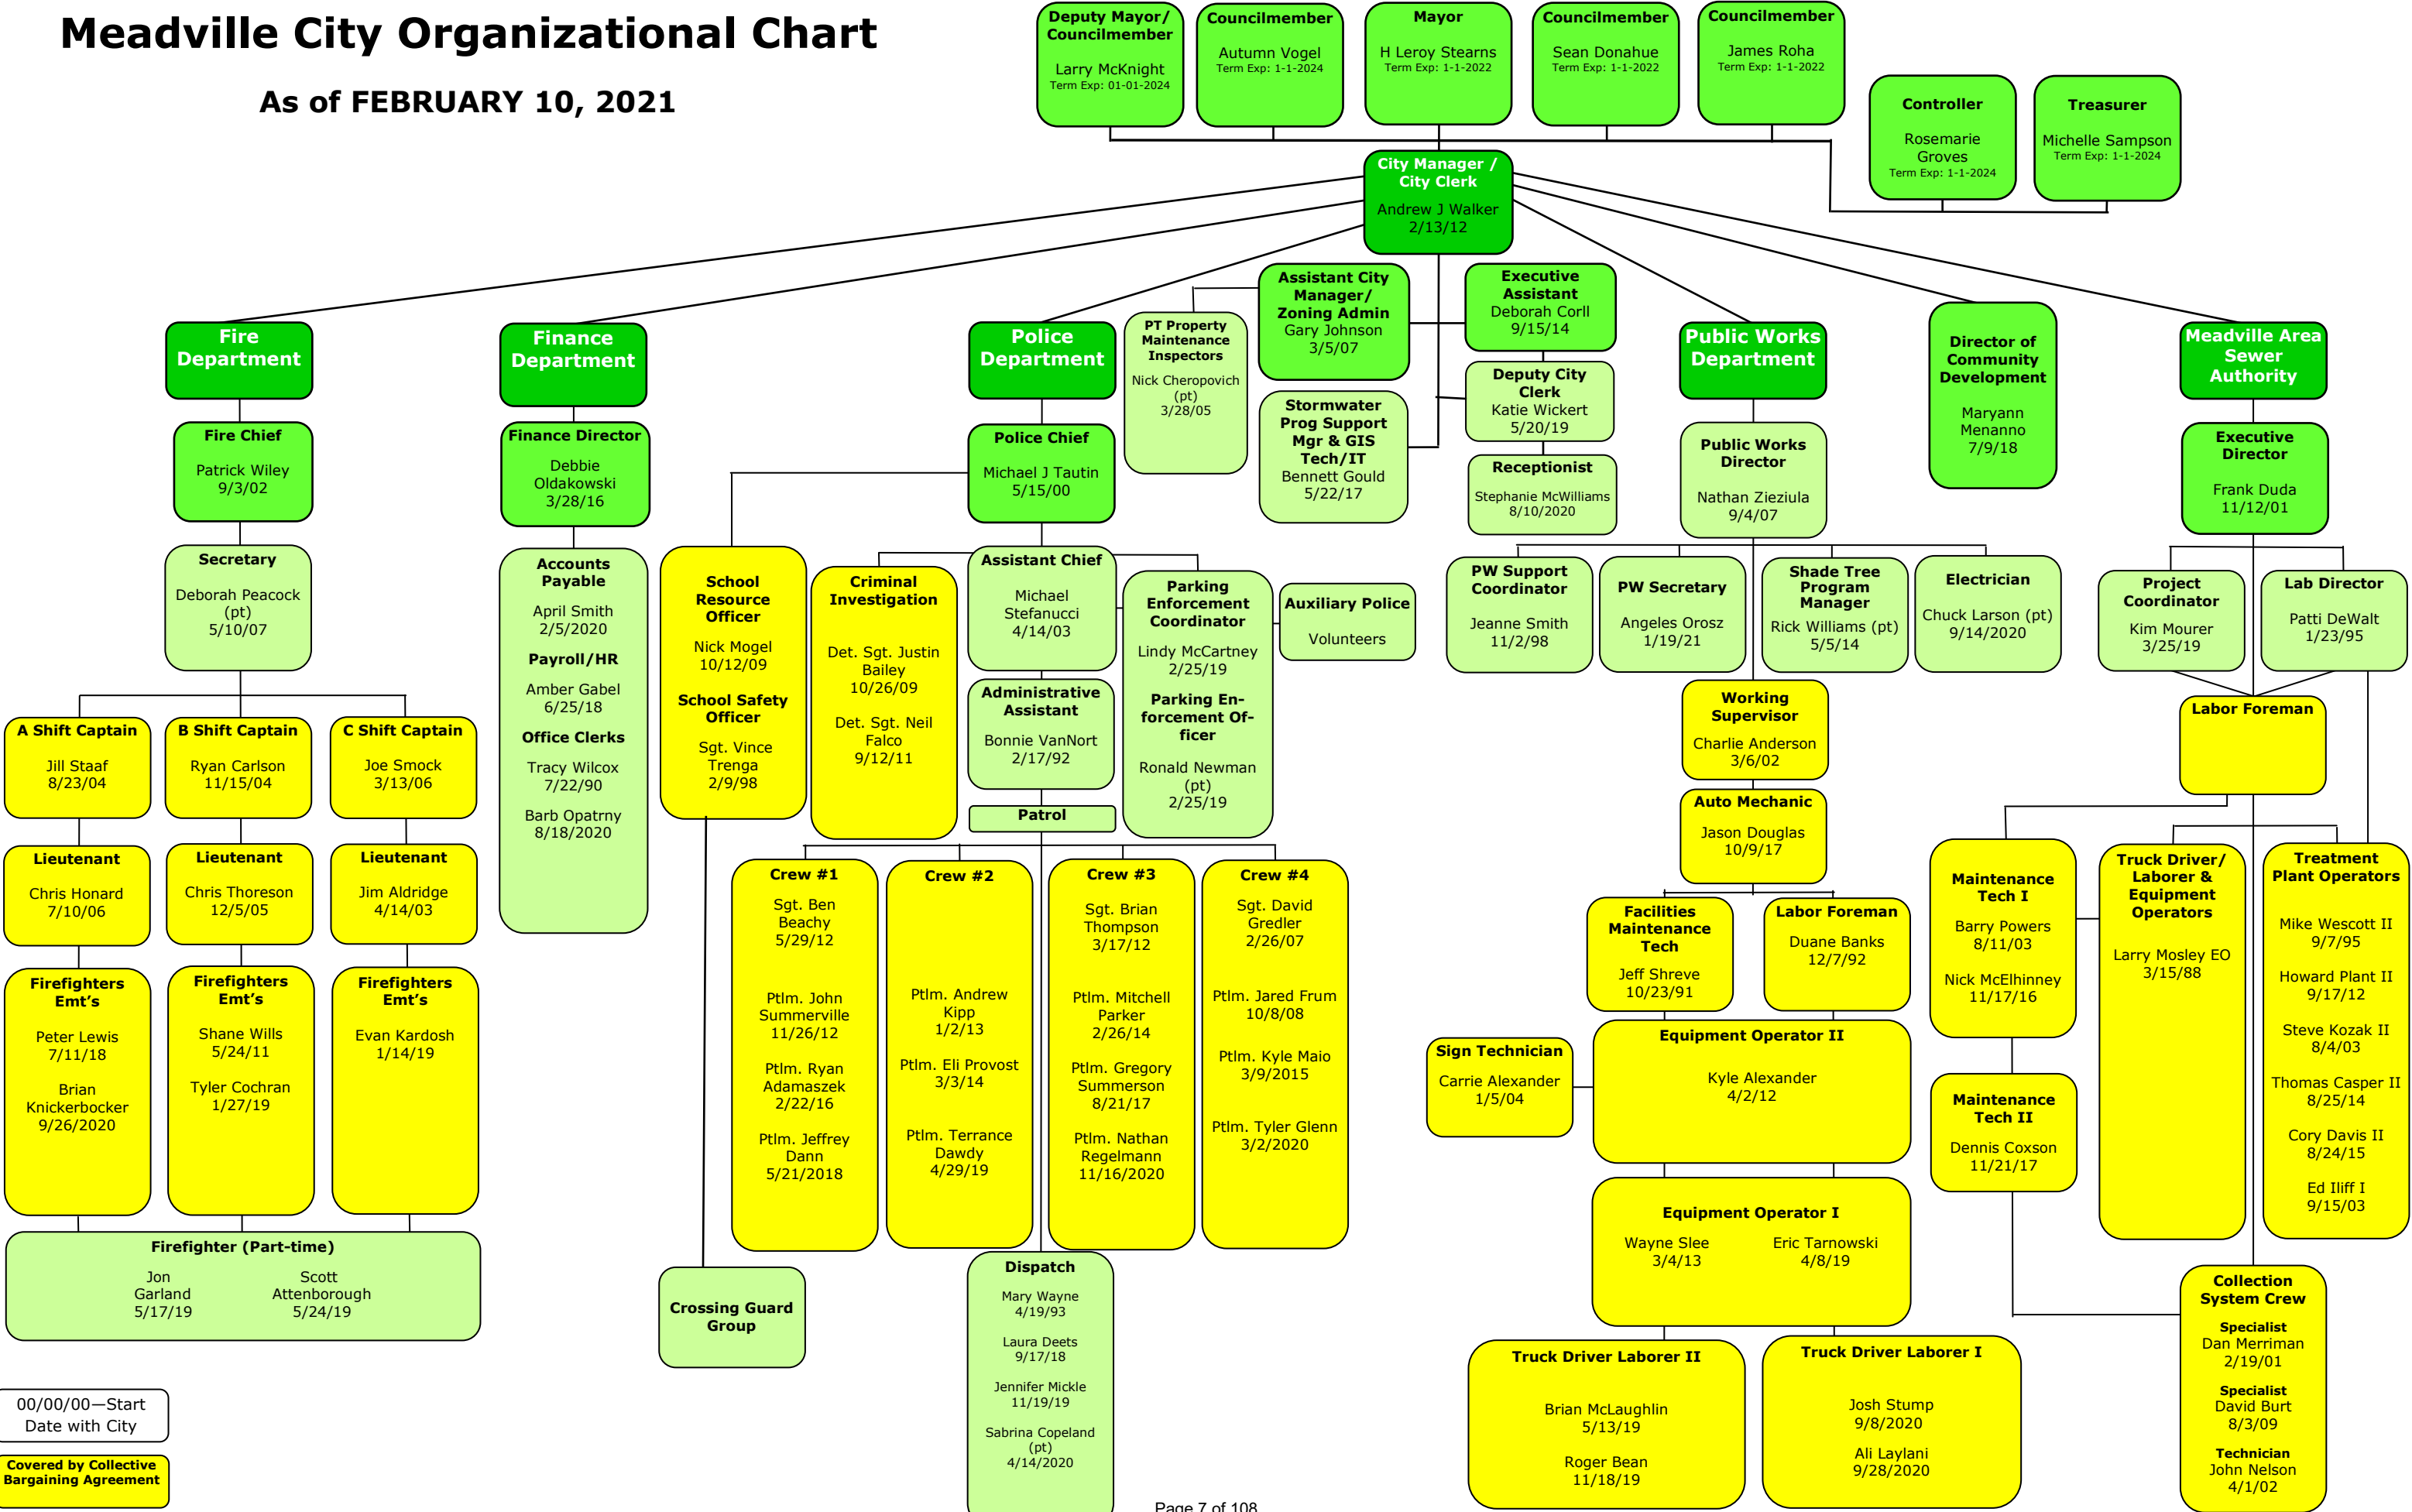 Meadville City Organizational Chart
As of FEBRUARY 10, 2021
Deputy Mayor/
Councilmember
Larry McKnight
Term Exp: 01-01-2024
Councilmember
Autumn Vogel
Term Exp: 1-1-2024
Mayor
H Leroy Stearns
Term Exp: 1-1-2022
Councilmember
Sean Donahue
Term Exp: 1-1-2022
Councilmember
James Roha
Term Exp: 1-1-2022
Controller
Rosemarie
Groves
Term Exp: 1-1-2024
Treasurer
Michelle Sampson
Term Exp: 1-1-2024
City Manager /
City Clerk
Andrew J Walker
2/13/12
Assistant City
Manager/
Zoning Admin
Gary Johnson
3/5/07
Executive
Assistant
Deborah Corll
9/15/14
PT Property
Maintenance
Inspectors
Nick Cheropovich
(pt)
3/28/05
Deputy City
Clerk
Katie Wickert
5/20/19
Stormwater
Prog Support
Mgr & GIS
Tech/IT
Bennett Gould
5/22/17
Receptionist
Stephanie McWilliams
8/10/2020
Fire
Department
Fire Chief
Patrick Wiley
9/3/02
Secretary
Deborah Peacock
(pt)
5/10/07
A Shift Captain
Jill Staaf
8/23/04
B Shift Captain
Ryan Carlson
11/15/04
C Shift Captain
Joe Smock
3/13/06
Lieutenant
Chris Honard
7/10/06
Lieutenant
Chris Thoreson
12/5/05
Lieutenant
Jim Aldridge
4/14/03
Firefighters
Emt's
Peter Lewis
7/11/18
Brian
Knickerbocker
9/26/2020
Firefighters
Emt's
Shane Wills
5/24/11
Tyler Cochran
1/27/19
Firefighters
Emt's
Evan Kardosh
1/14/19
Firefighter (Part-time)
Jon
Garland
5/17/19
Scott
Attenborough
5/24/19
Finance
Department
Finance Director
Debbie
Oldakowski
3/28/16
Accounts
Payable
April Smith
2/5/2020
Payroll/HR
Amber Gabel
6/25/18
Office Clerks
Tracy Wilcox
7/22/90
Barb Opatrny
8/18/2020
Police
Department
Police Chief
Michael J Tautin
5/15/00
School
Resource
Officer
Nick Mogel
10/12/09
School Safety
Officer
Sgt. Vince
Trenga
2/9/98
Criminal
Investigation
Det. Sgt. Justin
Bailey
10/26/09
Det. Sgt. Neil
Falco
9/12/11
Assistant Chief
Michael
Stefanucci
4/14/03
Administrative
Assistant
Bonnie VanNort
2/17/92
Parking
Enforcement
Coordinator
Lindy McCartney
2/25/19
Parking En-
forcement Of-
ficer
Ronald Newman
(pt)
2/25/19
Auxiliary Police
Volunteers
Patrol
Crew #1
Sgt. Ben
Beachy
5/29/12
Ptlm. John
Summerville
11/26/12
Ptlm. Ryan
Adamaszek
2/22/16
Ptlm. Jeffrey
Dann
5/21/2018
Crew #2
Ptlm. Andrew
Kipp
1/2/13
Ptlm. Eli Provost
3/3/14
Ptlm. Terrance
Dawdy
4/29/19
Crew #3
Sgt. Brian
Thompson
3/17/12
Ptlm. Mitchell
Parker
2/26/14
Ptlm. Gregory
Summerson
8/21/17
Ptlm. Nathan
Regelmann
11/16/2020
Crew #4
Sgt. David
Gredler
2/26/07
Ptlm. Jared Frum
10/8/08
Ptlm. Kyle Maio
3/9/2015
Ptlm. Tyler Glenn
3/2/2020
Crossing Guard
Group
Dispatch
Mary Wayne
4/19/93
Laura Deets
9/17/18
Jennifer Mickle
11/19/19
Sabrina Copeland
(pt)
4/14/2020
Public Works
Department
Public Works
Director
Nathan Zieziula
9/4/07
PW Support
Coordinator
Jeanne Smith
11/2/98
PW Secretary
Angeles Orosz
1/19/21
Shade Tree
Program
Manager
Rick Williams (pt)
5/5/14
Electrician
Chuck Larson (pt)
9/14/2020
Working
Supervisor
Charlie Anderson
3/6/02
Auto Mechanic
Jason Douglas
10/9/17
Facilities
Maintenance
Tech
Jeff Shreve
10/23/91
Labor Foreman
Duane Banks
12/7/92
Sign Technician
Carrie Alexander
1/5/04
Equipment Operator II
Kyle Alexander
4/2/12
Equipment Operator I
Wayne Slee
3/4/13
Eric Tarnowski
4/8/19
Truck Driver Laborer II
Brian McLaughlin
5/13/19
Roger Bean
11/18/19
Truck Driver Laborer I
Josh Stump
9/8/2020
Ali Laylani
9/28/2020
Director of
Community
Development
Maryann
Menanno
7/9/18
Meadville Area
Sewer
Authority
Executive
Director
Frank Duda
11/12/01
Project
Coordinator
Kim Mourer
3/25/19
Lab Director
Patti DeWalt
1/23/95
Labor Foreman
Maintenance
Tech I
Barry Powers
8/11/03
Nick McElhinney
11/17/16
Truck Driver/
Laborer &
Equipment
Operators
Larry Mosley EO
3/15/88
Treatment
Plant Operators
Mike Wescott II
9/7/95
Howard Plant II
9/17/12
Steve Kozak II
8/4/03
Thomas Casper II
8/25/14
Cory Davis II
8/24/15
Ed Iliff I
9/15/03
Maintenance
Tech II
Dennis Coxson
11/21/17
Collection
System Crew
Specialist
Dan Merriman
2/19/01
Specialist
David Burt
8/3/09
Technician
John Nelson
4/1/02
00/00/00—Start
Date with City
Covered by Collective
Bargaining Agreement
Page 7 of 108